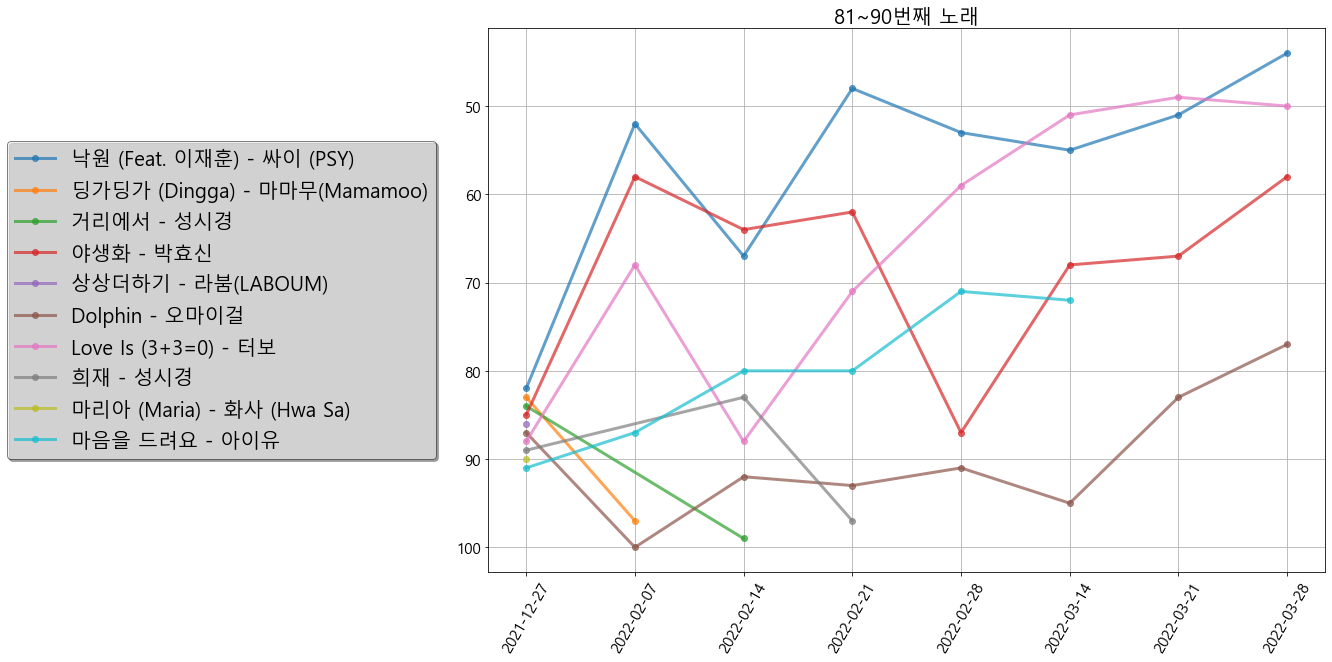 81~90번째 노래
낙원 (Feat. 이재훈) - 싸이 (PSY)
딩가딩가 (Dingga) - 마마무(Mamamoo)
거리에서 - 성시경
야생화 - 박효신
상상더하기 - 라붐(LABOUM)
Dolphin - 오마이걸
Love Is (3+3=0) - 터보
희재 - 성시경
마리아 (Maria) - 화사 (Hwa Sa)
마음을 드려요 - 아이유
50
60
70
80
90
100
2021-12-27
2022-02-07
2022-02-14
2022-02-21
2022-02-28
2022-03-14
2022-03-21
2022-03-28